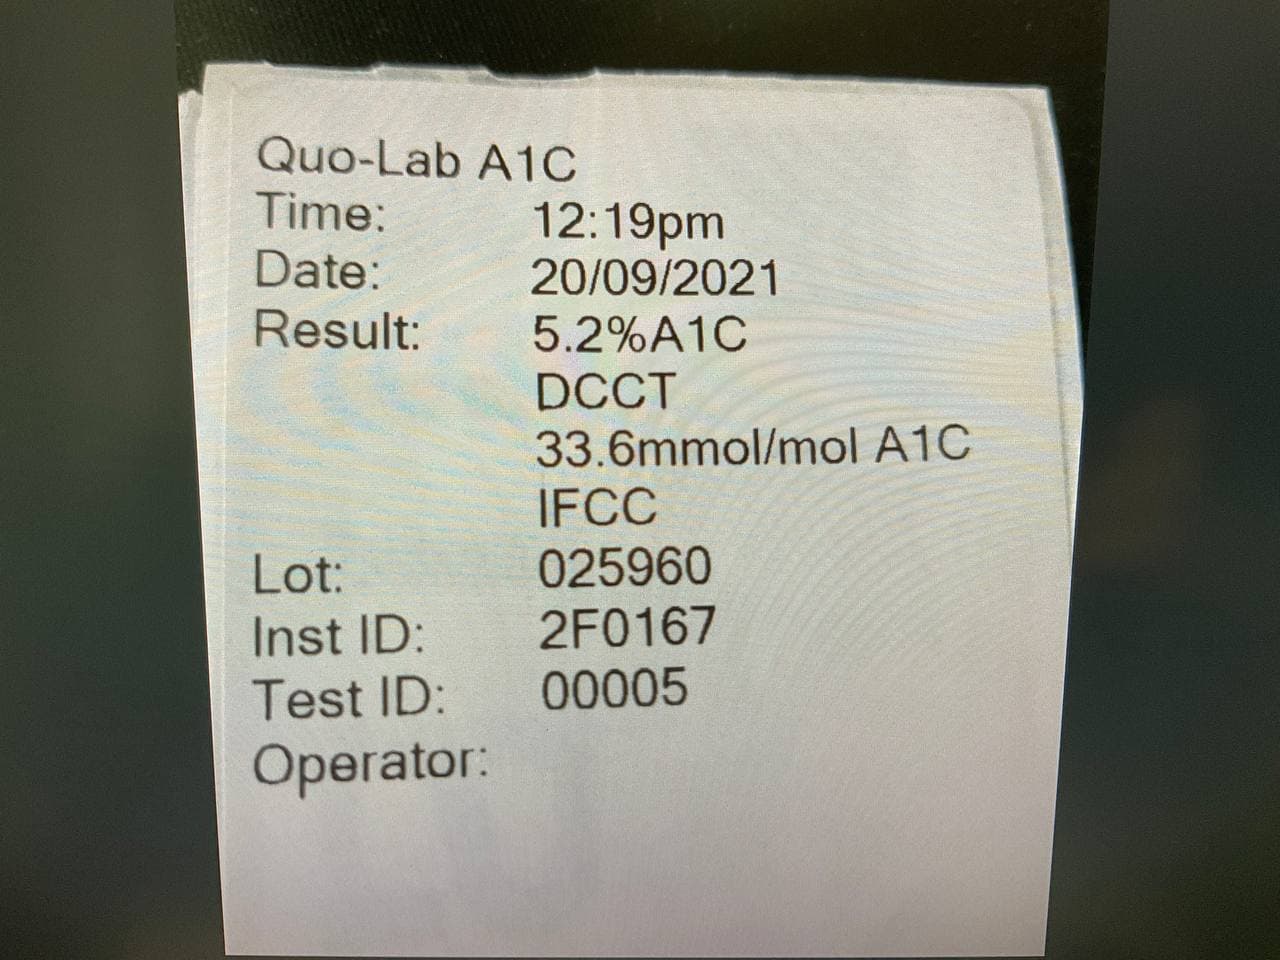 Quo-Lab A1C
Time: 12:19pm
Date: 20/09/2021
Result: 5.2%A1C
DCCT
33.6mmol/mol A1C
IFCC
Lot: 025960
Inst ID: 2F0167
Test ID: 00005
Operator: